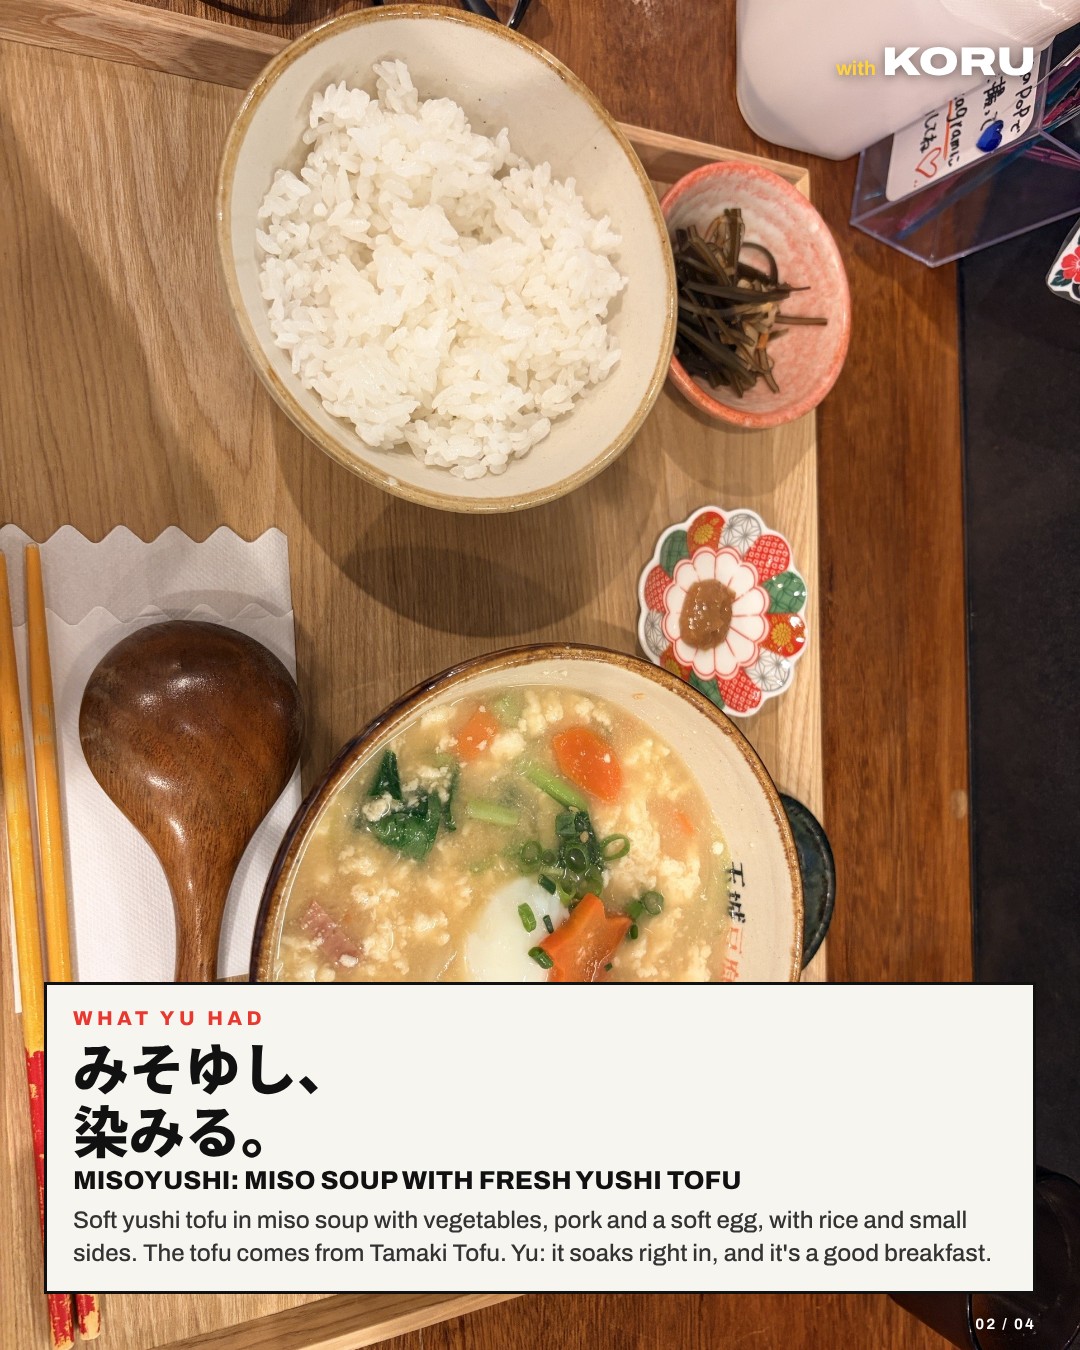 with KORU
WHAT YU HAD
みそゆし、
染みる。
MISOYUSHI: MISO SOUP WITH FRESH YUSHI TOFU
Soft yushi tofu in miso soup with vegetables, pork and a soft egg, with rice and small
sides. The tofu comes from Tamaki Tofu. Yu: it soaks right in, and it's a good breakfast.
02 / 04